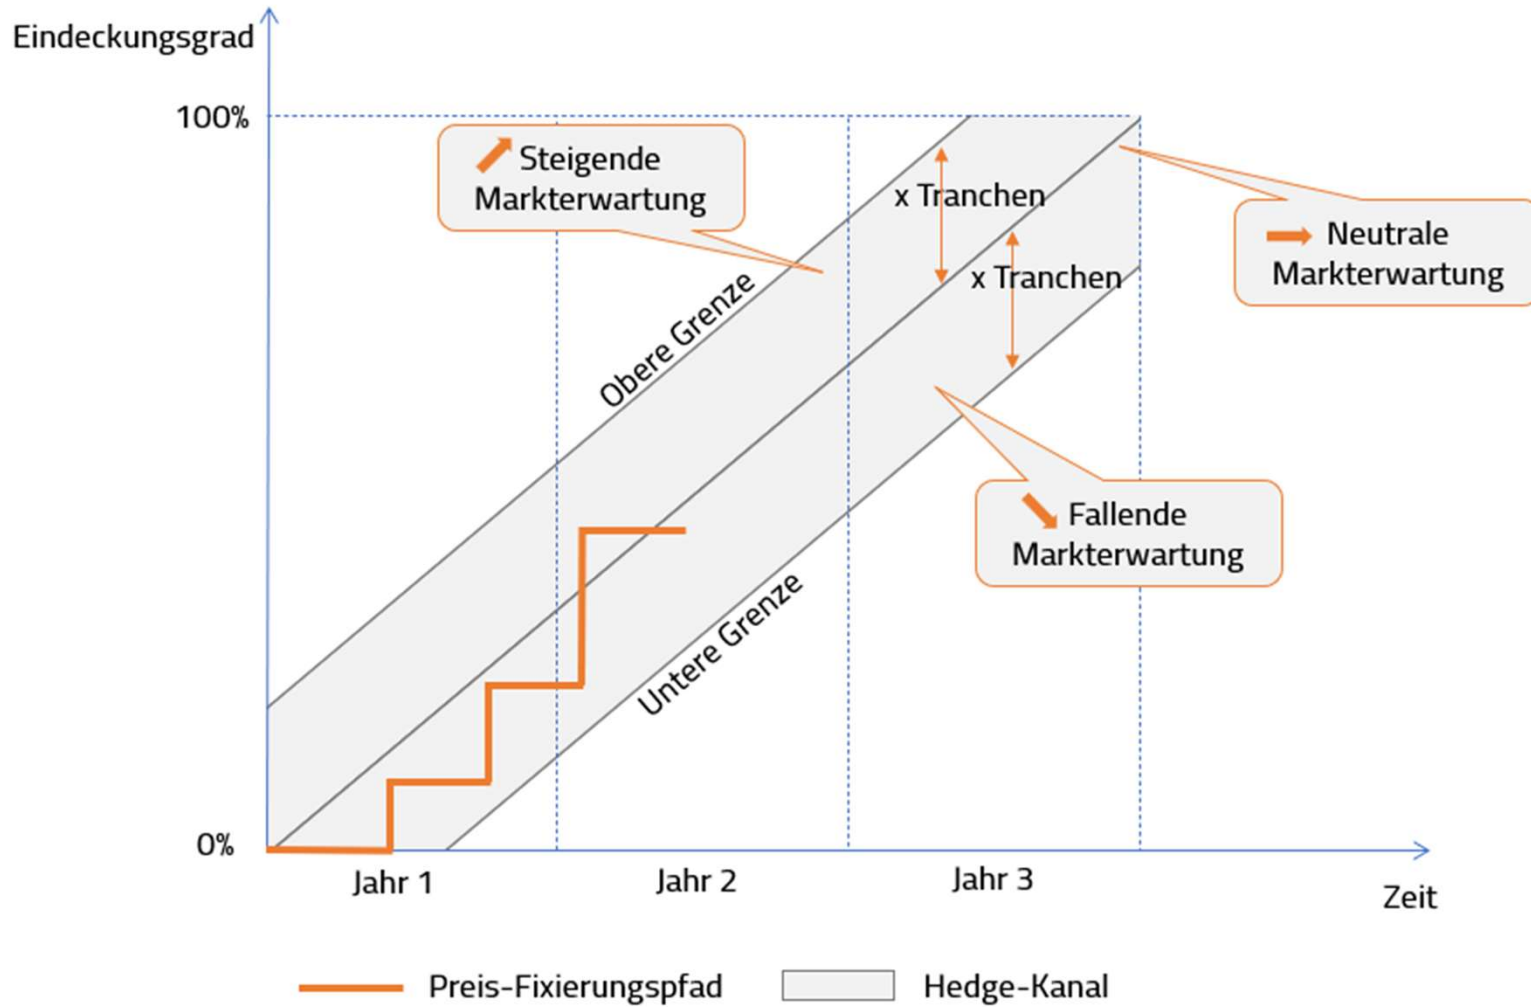 Eindeckungsgrad
100%
Steigende
Markterwartung
x Tranchen
Neutrale
Markterwartung
x Tranchen
Obere Grenze
Fallende
Markterwartung
Untere Grenze
0%
Jahr 1
Jahr 2
Jahr 3
Zeit
Preis-Fixierungspfad
Hedge-Kanal